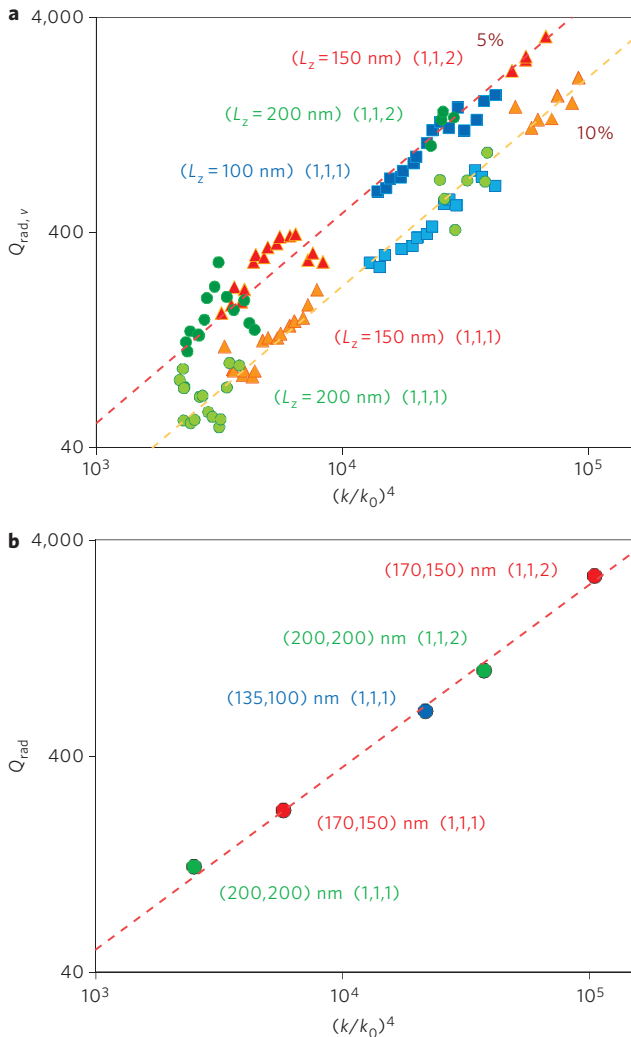 a
4,000
5%
(Lz = 150 nm) (1,1,2)
(Lz = 200 nm) (1,1,2)
10%
(Lz = 100 nm) (1,1,1)
400
Qrad, v
(Lz = 150 nm) (1,1,1)
(Lz = 200 nm) (1,1,1)
40
10³ 10⁴ 10⁵
(k/k₀)⁴
b
4,000
(170,150) nm (1,1,2)
(200,200) nm (1,1,2)
(135,100) nm (1,1,1)
400
Qrad
(170,150) nm (1,1,1)
(200,200) nm (1,1,1)
40
10³ 10⁴ 10⁵
(k/k₀)⁴